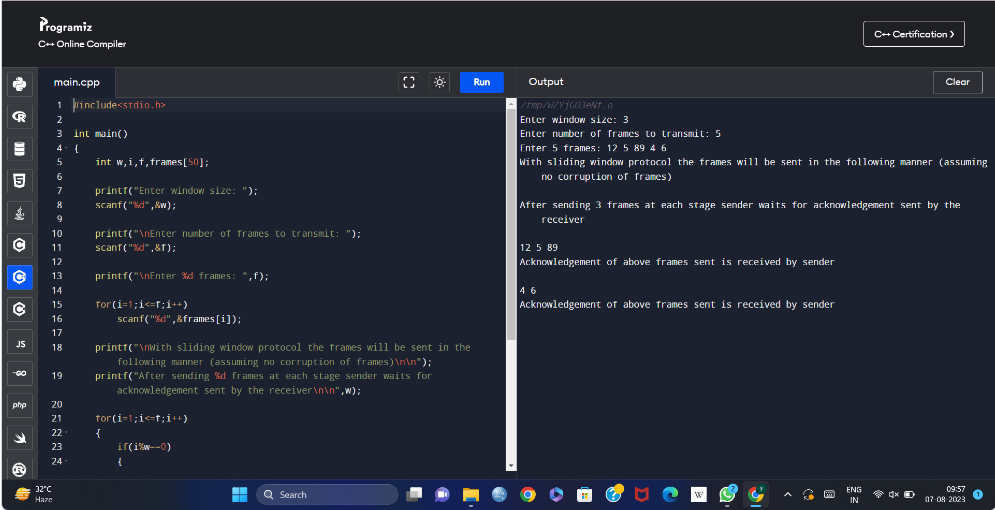 Programiz
C++ Online Compiler
C++ Certification >
main.cpp
Run
Output
Clear
1 #include<stdio.h>
2
3 int main()
4 {
5 int w,i,f,frames[50];
6
7 printf("Enter window size: ");
8 scanf("%d",&w);
9
10 printf("\nEnter number of frames to transmit: ");
11 scanf("%d",&f);
12
13 printf("\nEnter %d frames: ",f);
14
15 for(i=1;i<=f;i++)
16 scanf("%d",&frames[i]);
17
18 printf("\nWith sliding window protocol the frames will be sent in the
following manner (assuming no corruption of frames)\n\n");
19 printf("After sending %d frames at each stage sender waits for
acknowledgement sent by the receiver\n\n",w);
20
21 for(i=1;i<=f;i++)
22 {
23 if(i%w==0)
24 {
/tmp/WZYjGO3eNf.o
Enter window size: 3
Enter number of frames to transmit: 5
Enter 5 frames: 12 5 89 4 6
With sliding window protocol the frames will be sent in the following manner (assuming
no corruption of frames)
After sending 3 frames at each stage sender waits for acknowledgement sent by the
receiver
12 5 89
Acknowledgement of above frames sent is received by sender
4 6
Acknowledgement of above frames sent is received by sender
JS
GO
php
32°C
Haze
Search
W
2
y
ENG
IN
09:57
07-08-2023
1